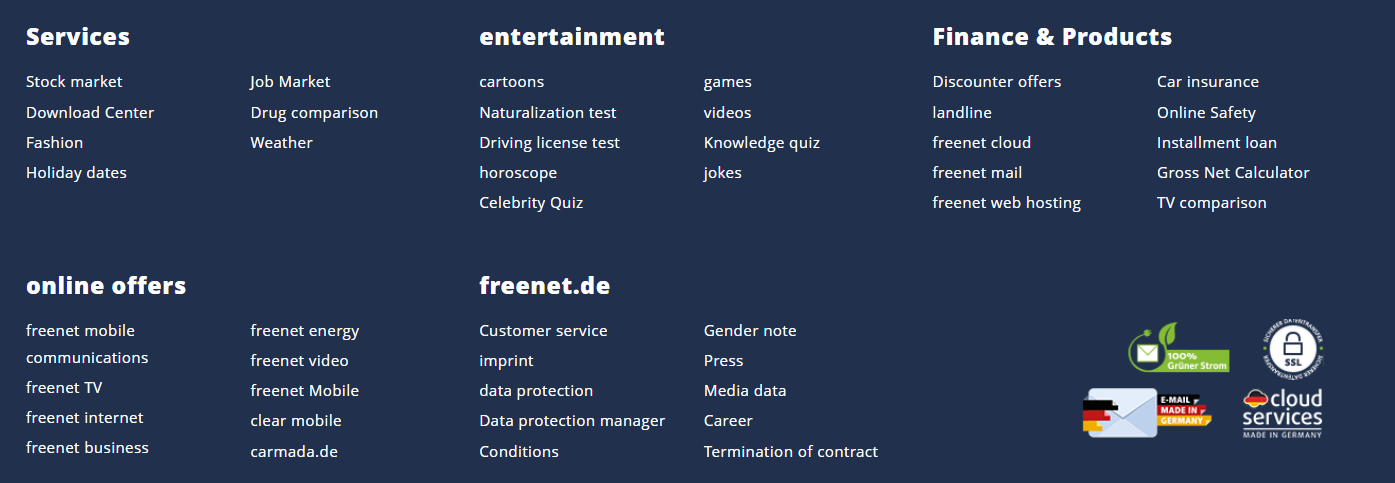 Services
Stock market
Download Center
Fashion
Holiday dates
Job Market
Drug comparison
Weather
entertainment
cartoons
Naturalization test
Driving license test
horoscope
Celebrity Quiz
games
videos
Knowledge quiz
jokes
Finance & Products
Discounter offers
landline
freenet cloud
freenet mail
freenet web hosting
Car insurance
Online Safety
Installment loan
Gross Net Calculator
TV comparison
online offers
freenet mobile
communications
freenet TV
freenet internet
freenet business
freenet energy
freenet video
freenet Mobile
clear mobile
carmada.de
freenet.de
Customer service
imprint
data protection
Data protection manager
Conditions
Gender note
Press
Media data
Career
Termination of contract
100%
Grüner Strom
SICHERER DATENTRANSFER
SSL
SICHERER DATENTRANSFER
E-MAIL
MADE IN
GERMANY
cloud
services
MADE IN GERMANY